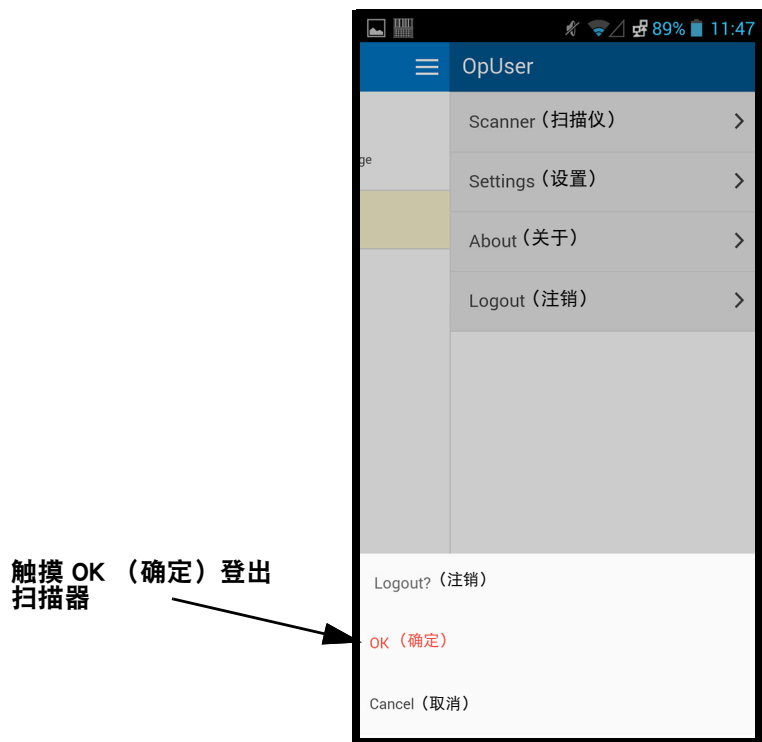 89% 11:47
OpUser
Scanner（扫描仪）
ge
Settings（设置）
About（关于）
Logout（注销）
触摸 OK （确定）登出
扫描器
Logout?（注销）
OK （确定）
Cancel（取消）